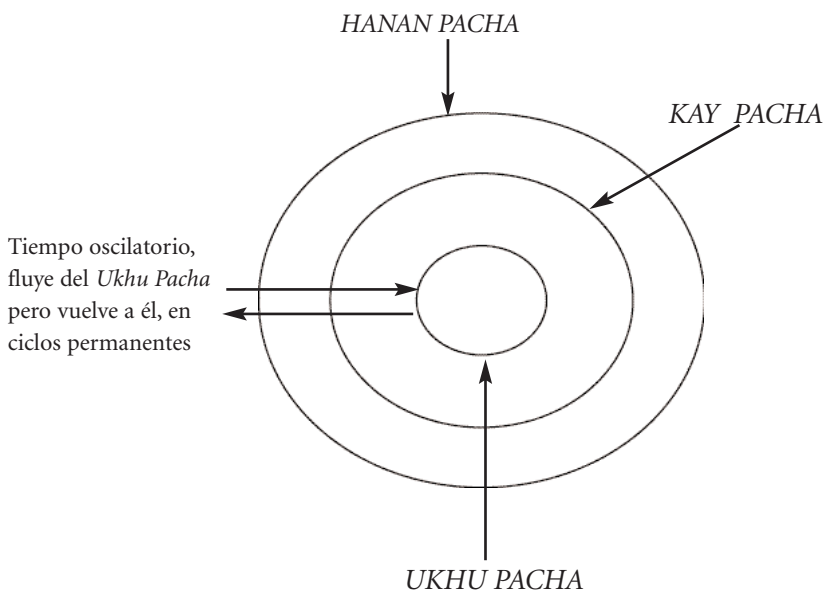 HANAN PACHA
KAY PACHA
Tiempo oscilatorio,
fluye del Ukhu Pacha
pero vuelve a él, en
ciclos permanentes
UKHU PACHA